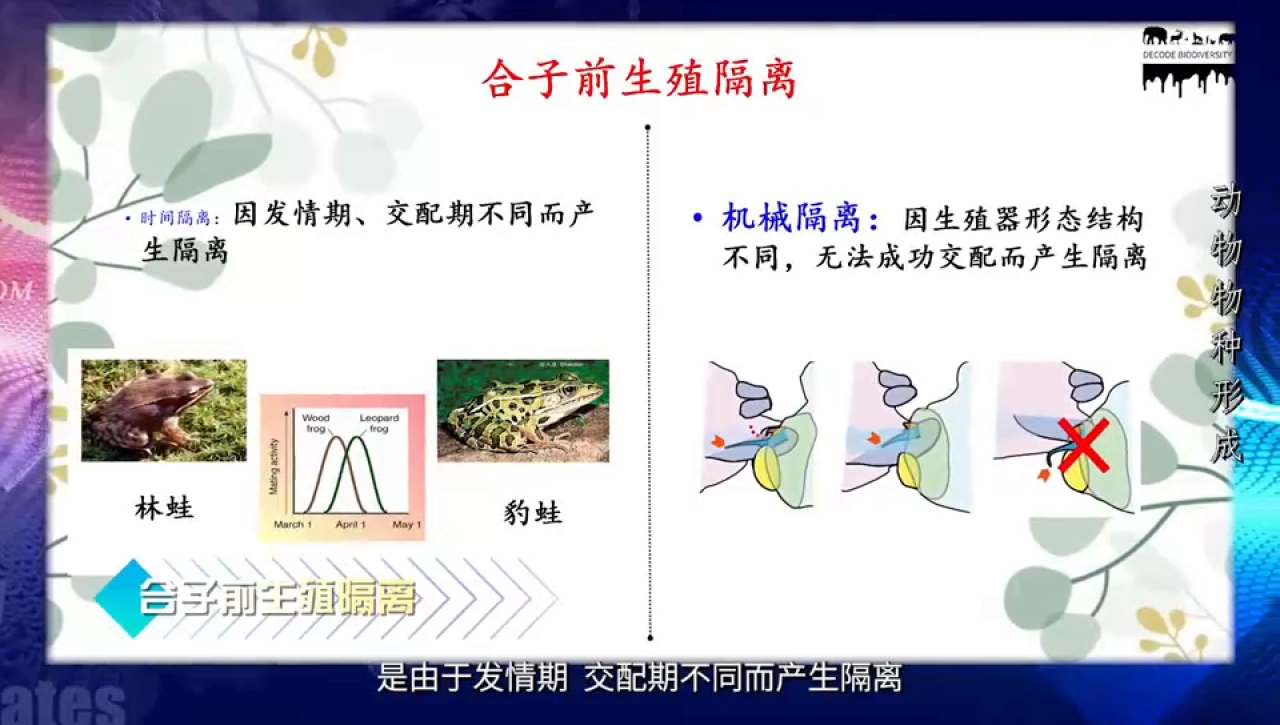 合子前生殖隔离
DECODE BIODIVERSITY
• 时间隔离：因发情期、交配期不同而产
生隔离
• 机械隔离：因生殖器形态结构
不同，无法成功交配而产生隔离
动物物种形成
OM
Wood
frog
Leopard
frog
Mating activity
March 1
April 1
May 1
林蛙
豹蛙
合子前生殖隔离
是由于发情期 交配期不同而产生隔离
ates